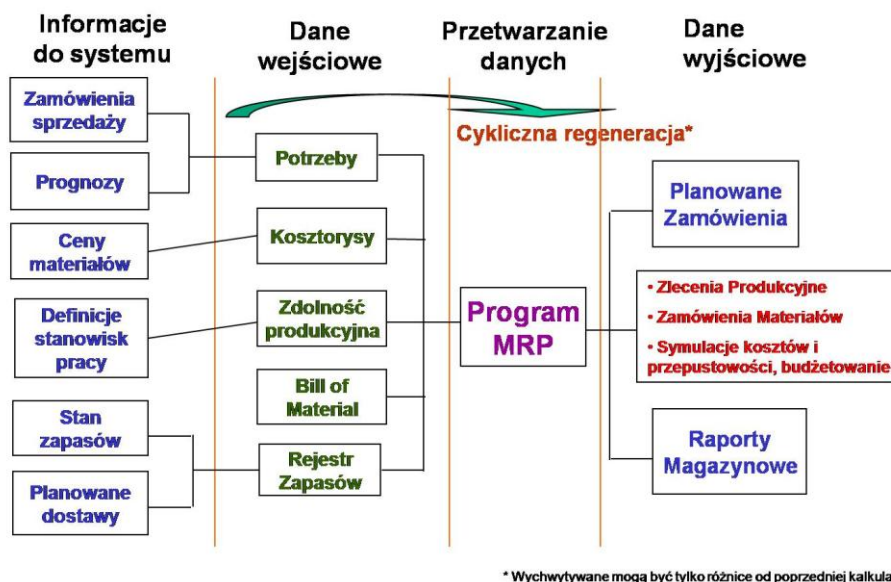 Informacje
do systemu
Dane
wejściowe
Przetwarzanie
danych
Dane
wyjściowe
Zamówienia
sprzedaży
Prognozy
Ceny
materiałów
Definicje
stanowisk
pracy
Stan
zapasów
Planowane
dostawy
Potrzeby
Kosztorysy
Zdolność
produkcyjna
Bill of
Material
Rejestr
Zapasów
Cykliczna regeneracja*
Program
MRP
Planowane
Zamówienia
• Zlecenia Produkcyjne
• Zamówienia Materiałów
• Symulacje kosztów i
przepustowości, budżetowanie
Raporty
Magazynowe
* Wychwytywane mogą być tylko różnice od poprzedniej kalkula